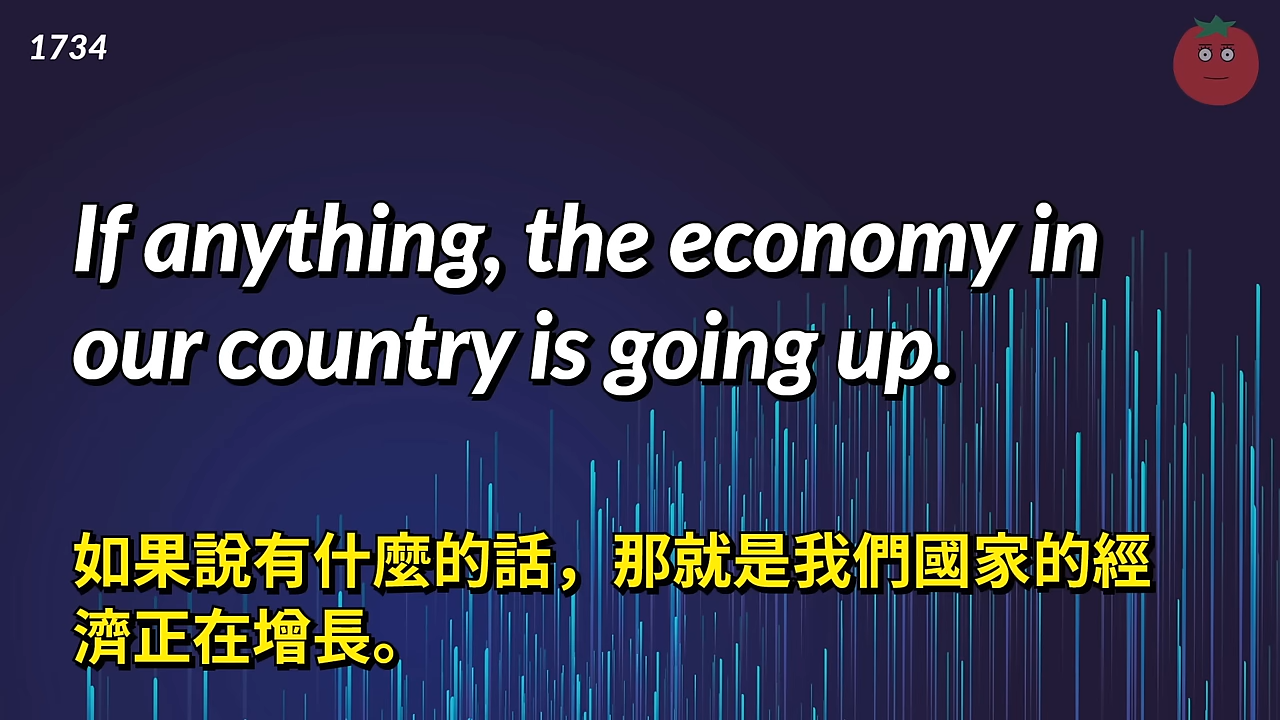 1734
If anything, the economy in
our country is going up.
如果說有什麼的話，那就是我們國家的經
濟正在增長。